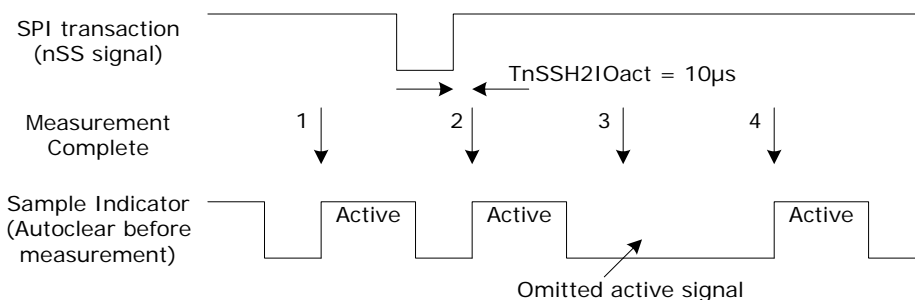 SPI transaction
(nSS signal)
TnSSH2IOact = 10µs
Measurement
Complete
1
2
3
4
Sample Indicator
(Autoclear before
measurement)
Active
Active
Active
Omitted active signal